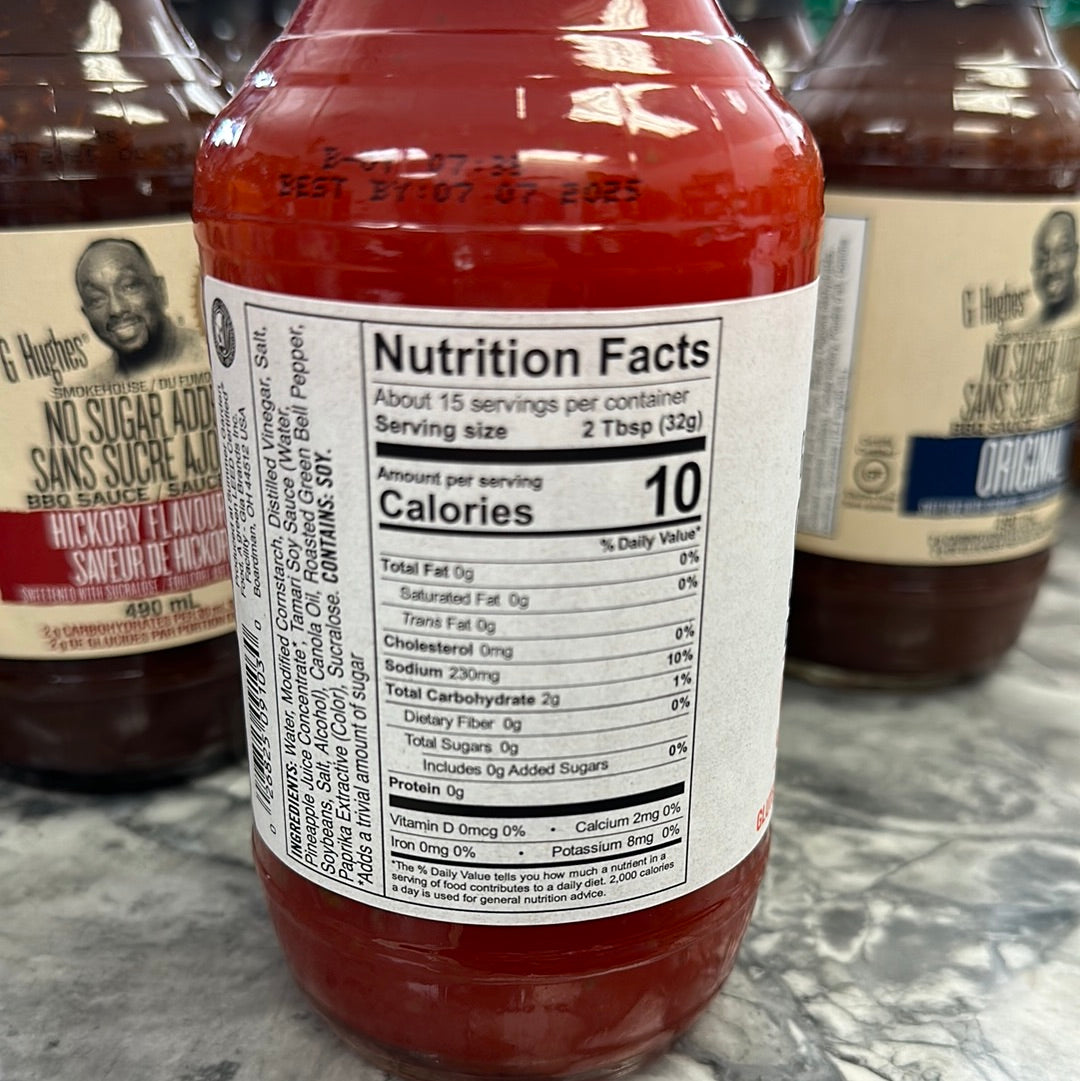 BEST BY:07 07 2025
Nutrition Facts
About 15 servings per container
Serving size 2 Tbsp (32g)
Amount per serving
Calories 10
% Daily Value*
Total Fat 0g 0%
Saturated Fat 0g 0%
Trans Fat 0g
Cholesterol 0mg 0%
Sodium 230mg 10%
Total Carbohydrate 2g 1%
Dietary Fiber 0g 0%
Total Sugars 0g
Includes 0g Added Sugars 0%
Protein 0g
Vitamin D 0mcg 0% • Calcium 2mg 0%
Iron 0mg 0% • Potassium 8mg 0%
*The % Daily Value tells you how much a nutrient in a
serving of food contributes to a daily diet. 2,000 calories
a day is used for general nutrition advice.
INGREDIENTS: Water, Modified Cornstarch, Distilled Vinegar, Salt,
Pineapple Juice Concentrate*, Tamari Soy Sauce (Water,
Soybeans, Salt, Alcohol), Canola Oil, Roasted Green Bell Pepper,
Paprika Extractive (Color), Sucralose. CONTAINS: SOY.
*Adds a trivial amount of sugar
Facility - Gia Brands Inc.
Boardman, OH 44512 USA
G Hughes
SMOKEHOUSE / DU FUMO
NO SUGAR ADD
SANS SUCRE AJO
BBQ SAUCE / SAUC
HICKORY FLAVOU
SAVEUR DE HICKO
SWEETENED WITH SUCRALOSE
490 mL
G Hughes
NO SUGAR
SANS SUCRE
BBQ SAUCE
ORIGINAL